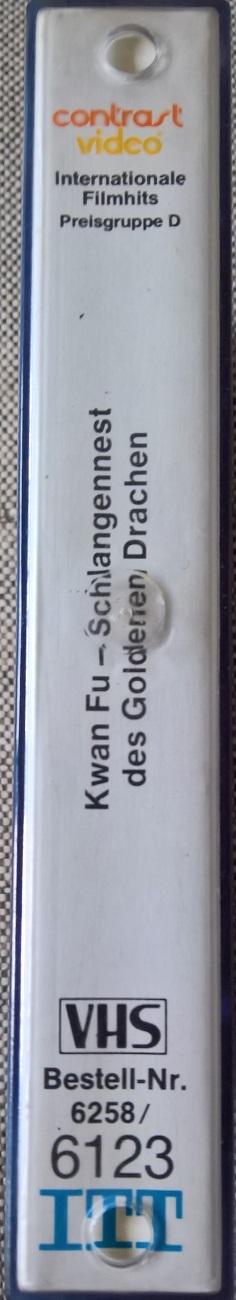 contrast
video
Internationale
Filmhits
Preisgruppe D
Kwan Fu – Schlangennest
des Goldenen Drachen
VHS
Bestell-Nr.
6258/
6123
ITT